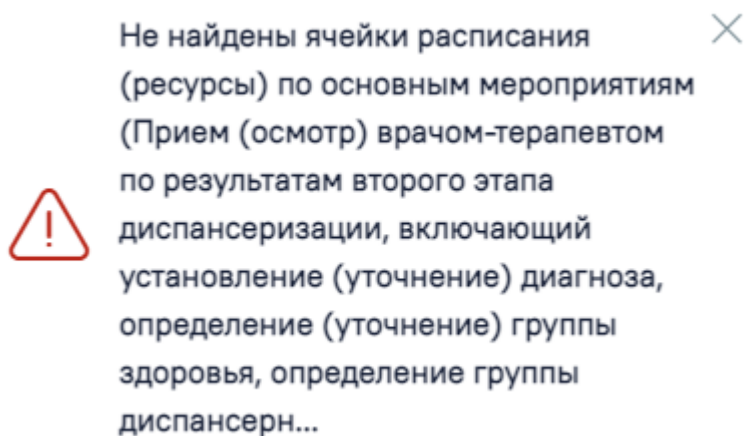 Не найдены ячейки расписания
(ресурсы) по основным мероприятиям
(Прием (осмотр) врачом-терапевтом
по результатам второго этапа
диспансеризации, включающий
установление (уточнение) диагноза,
определение (уточнение) группы
здоровья, определение группы
диспансерн...